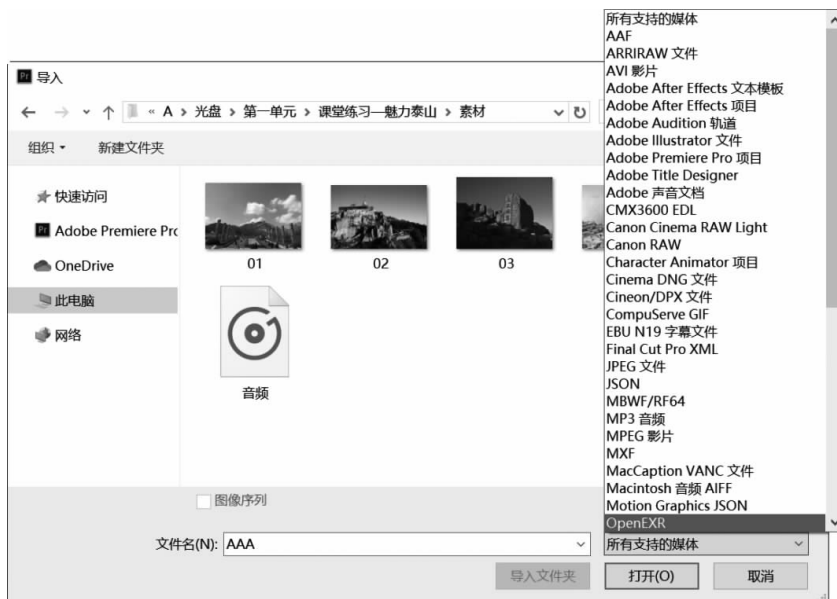 Pr 导入
« A › 光盘 › 第一单元 › 课堂练习—魅力泰山 › 素材
组织
新建文件夹
快速访问
Pr Adobe Premiere Pro
OneDrive
此电脑
网络
01
02
03
音频
图像序列
文件名(N):
AAA
所有支持的媒体
AAF
ARRIRAW 文件
AVI 影片
Adobe After Effects 文本模板
Adobe After Effects 项目
Adobe Audition 轨道
Adobe Illustrator 文件
Adobe Premiere Pro 项目
Adobe Title Designer
Adobe 声音文档
CMX3600 EDL
Canon Cinema RAW Light
Canon RAW
Character Animator 项目
Cinema DNG 文件
Cineon/DPX 文件
CompuServe GIF
EBU N19 字幕文件
Final Cut Pro XML
JPEG 文件
JSON
MBWF/RF64
MP3 音频
MPEG 影片
MXF
MacCaption VANC 文件
Macintosh 音频 AIFF
Motion Graphics JSON
OpenEXR
所有支持的媒体
导入文件夹
打开(O)
取消